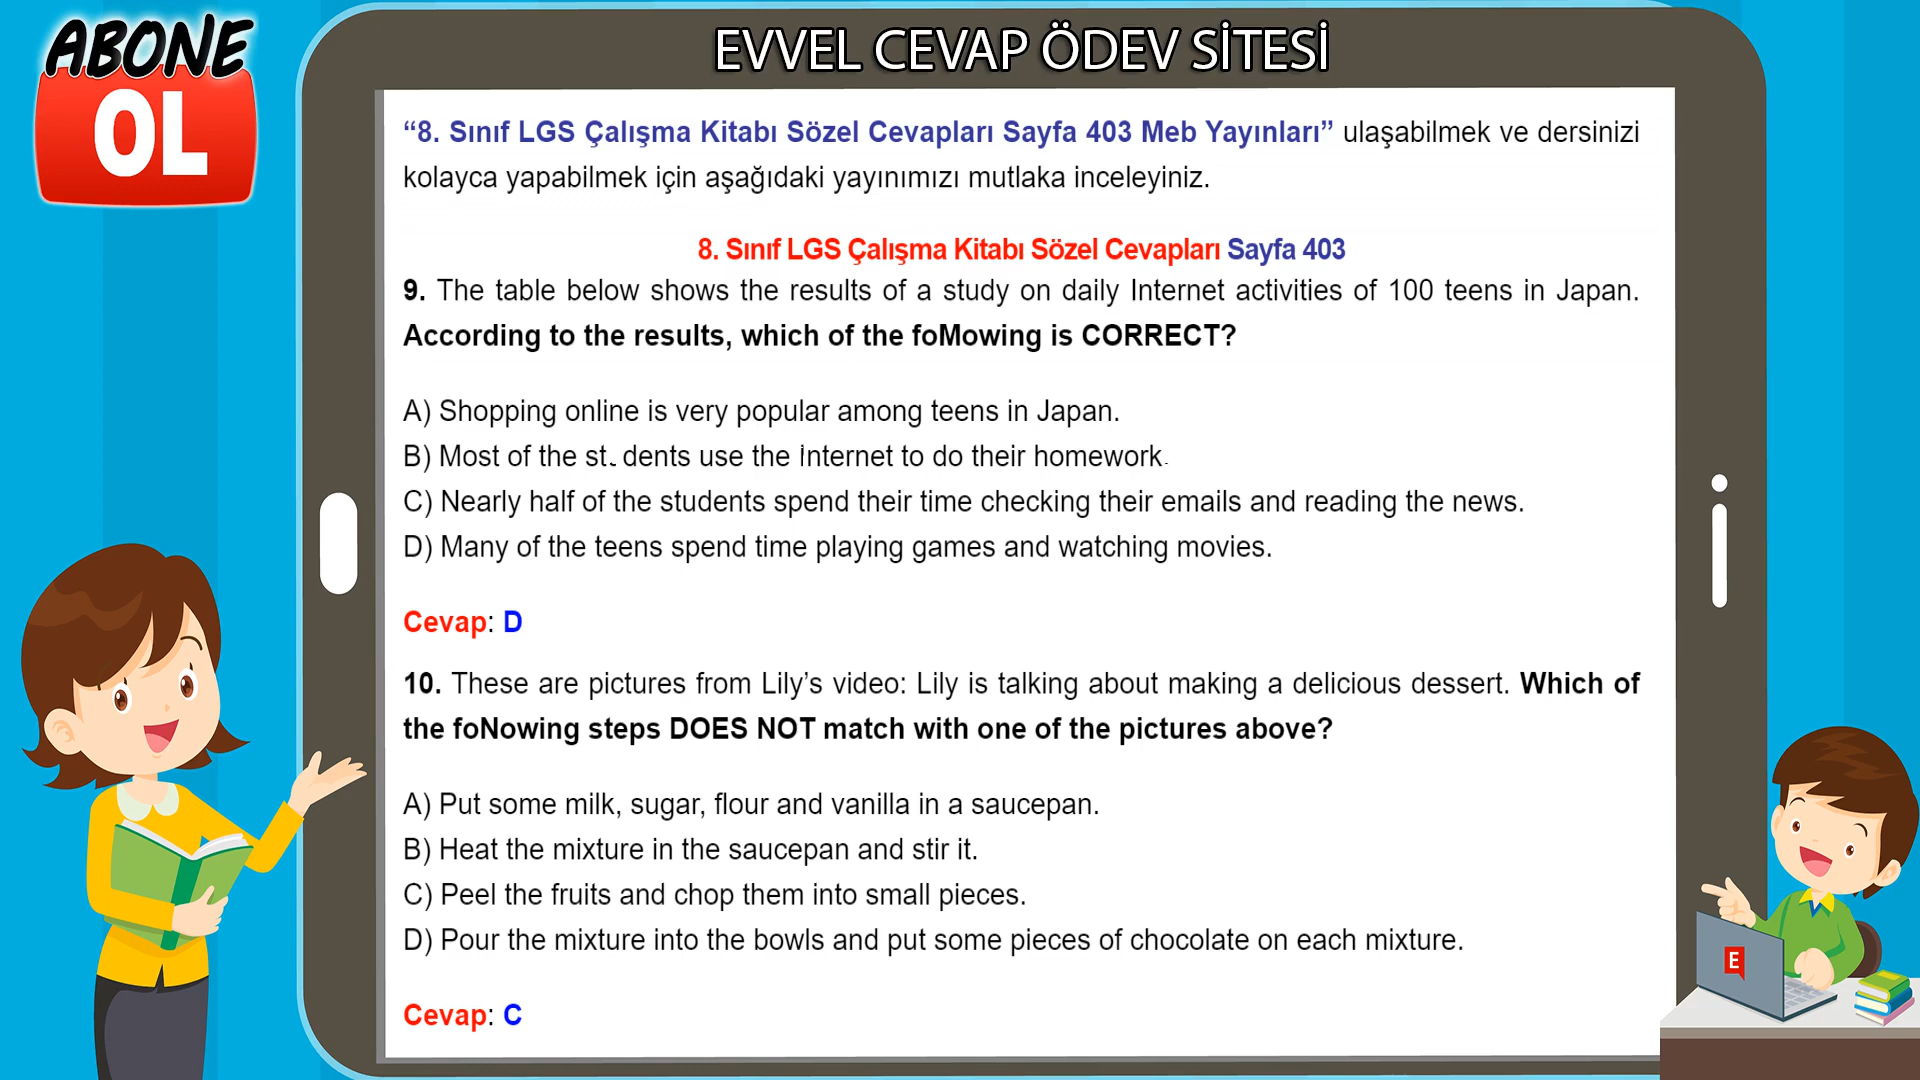 ABONE
OL
EVVEL CEVAP ÖDEV SİTESİ
“8. Sınıf LGS Çalışma Kitabı Sözel Cevapları Sayfa 403 Meb Yayınları” ulaşabilmek ve dersinizi
kolayca yapabilmek için aşağıdaki yayınımızı mutlaka inceleyiniz.
8. Sınıf LGS Çalışma Kitabı Sözel Cevapları Sayfa 403
9. The table below shows the results of a study on daily Internet activities of 100 teens in Japan.
According to the results, which of the foMowing is CORRECT?
A) Shopping online is very popular among teens in Japan.
B) Most of the st. dents use the İnternet to do their homework.
C) Nearly half of the students spend their time checking their emails and reading the news.
D) Many of the teens spend time playing games and watching movies.
Cevap: D
10. These are pictures from Lily’s video: Lily is talking about making a delicious dessert. Which of
the foNowing steps DOES NOT match with one of the pictures above?
A) Put some milk, sugar, flour and vanilla in a saucepan.
B) Heat the mixture in the saucepan and stir it.
C) Peel the fruits and chop them into small pieces.
D) Pour the mixture into the bowls and put some pieces of chocolate on each mixture.
Cevap: C
E